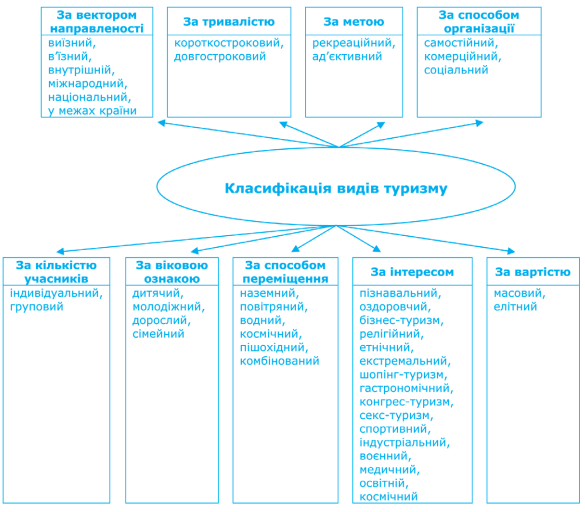 За вектором
направленості
виїзний,
в’їзний,
внутрішній,
міжнародний,
національний,
у межах країни
За тривалістю
короткостроковий,
довгостроковий
За метою
рекреаційний,
ад’єктивний
За способом
організації
самостійний,
комерційний,
соціальний
Класифікація видів туризму
За кількістю
учасників
індивідуальний,
груповий
За віковою
ознакою
дитячий,
молодіжний,
дорослий,
сімейний
За способом
переміщення
наземний,
повітряний,
водний,
космічний,
пішохідний,
комбінований
За інтересом
пізнавальний,
оздоровчий,
бізнес-туризм,
релігійний,
етнічний,
екстремальний,
шопінг-туризм,
гастрономічний,
конгрес-туризм,
секс-туризм,
спортивний,
індустріальний,
воєнний,
медичний,
освітній,
космічний
За вартістю
масовий,
елітний